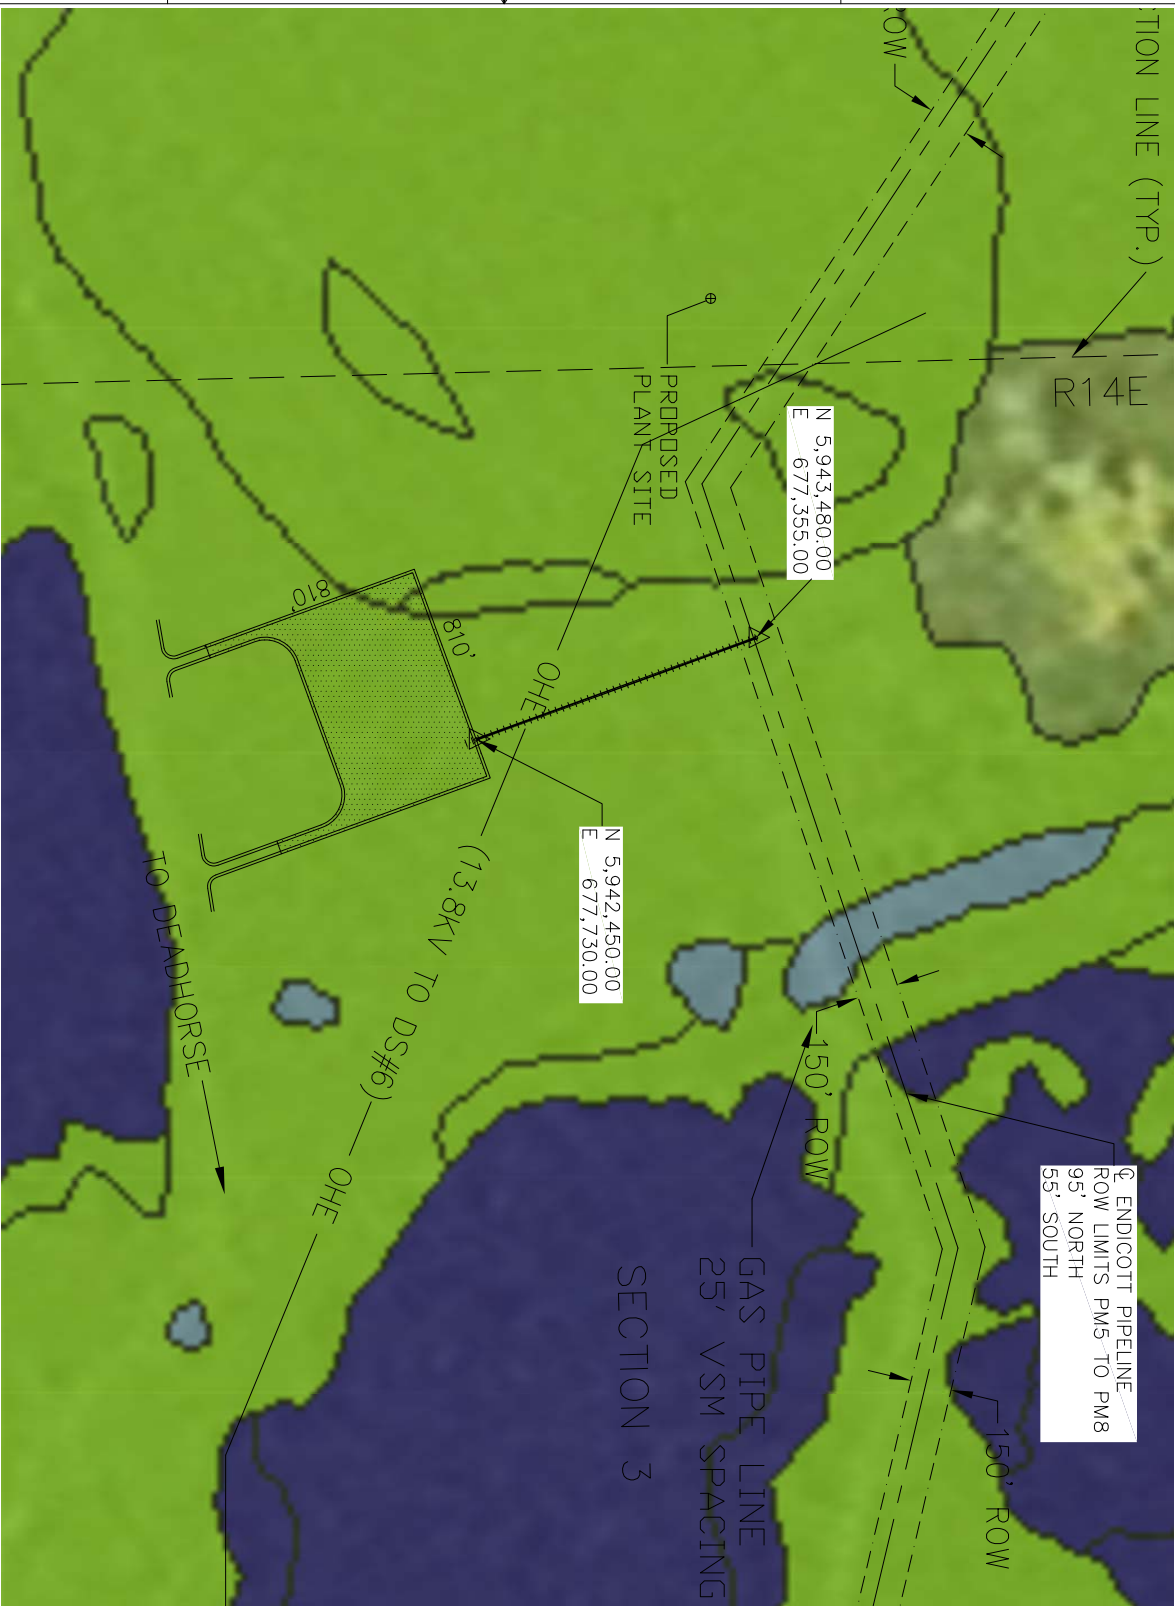 ROW
TION LINE (TYP.)
R14E
PROPOSED
PLANT SITE
N 5,943,480.00
E 677,355.00
810'
810'
OHE
N 5,942,450.00
E 677,730.00
(13.8KV TO DS#6)
TO DEADHORSE
OHE
150' ROW
℄ ENDICOTT PIPELINE
ROW LIMITS PM5 TO PM8
95' NORTH
55' SOUTH
GAS PIPE LINE
25' VSM SPACING
SECTION 3
150' ROW